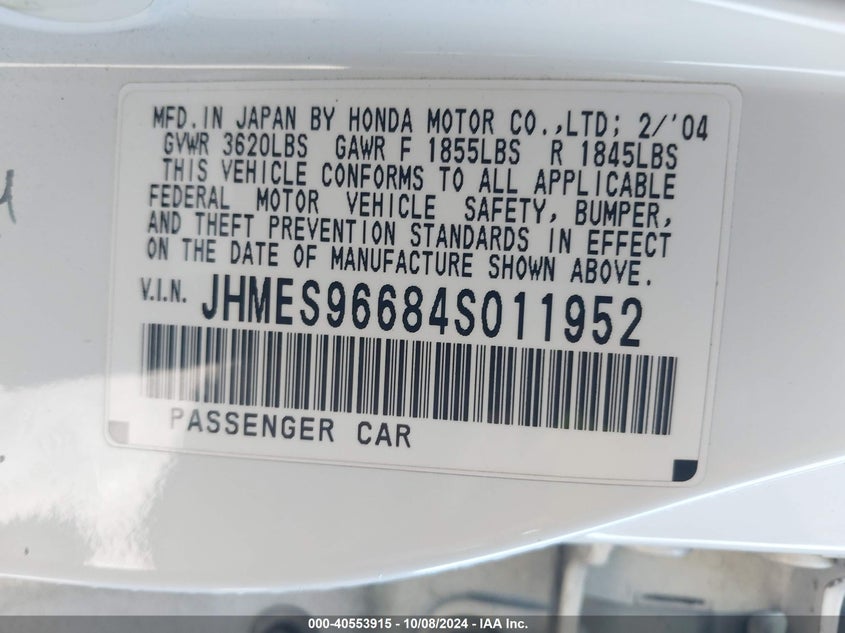 MFD. IN JAPAN BY HONDA MOTOR CO.,LTD; 2/'04
GVWR 3620LBS GAWR F 1855LBS R 1845LBS
THIS VEHICLE CONFORMS TO ALL APPLICABLE
FEDERAL MOTOR VEHICLE SAFETY, BUMPER,
AND THEFT PREVENTION STANDARDS IN EFFECT
ON THE DATE OF MANUFACTURE SHOWN ABOVE.
V.I.N. JHMES96684S011952
PASSENGER CAR
000-40553915 - 10/08/2024 - IAA Inc.